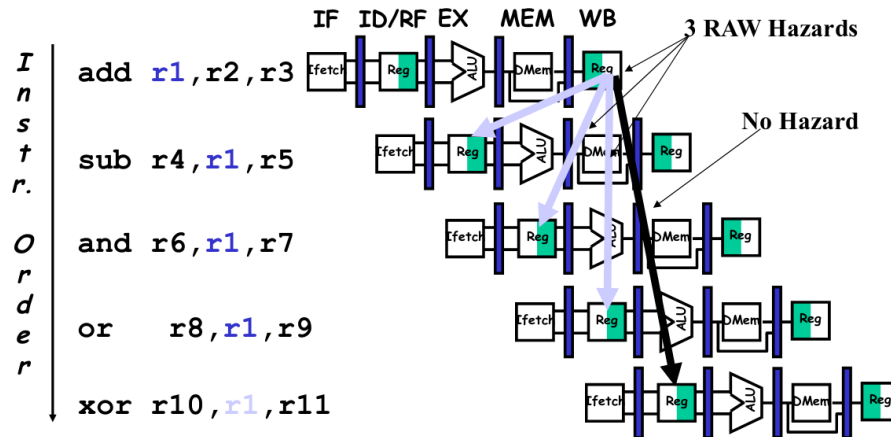 IF ID/RF EX MEM WB
3 RAW Hazards
Instr. Order
add r1,r2,r3
Ifetch Reg ALU DMem Reg
No Hazard
sub r4,r1,r5
Ifetch Reg ALU DMem Reg
and r6,r1,r7
Ifetch Reg ALU DMem Reg
or r8,r1,r9
Ifetch Reg ALU DMem Reg
xor r10,r1,r11
Ifetch Reg ALU DMem Reg